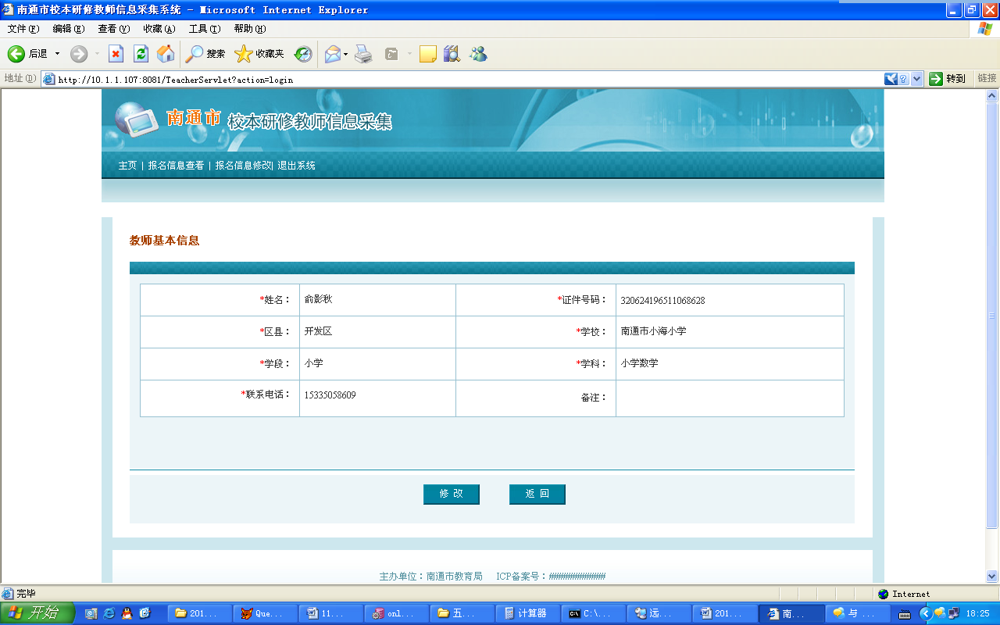 南通市校本研修教师信息采集系统 - Microsoft Internet Explorer
文件(F) 编辑(E) 查看(V) 收藏(A) 工具(T) 帮助(H)
后退 搜索 收藏夹
地址(D) http://10.1.1.107:8081/TeacherServlet?action=login 转到 链接
南通市 校本研修教师信息采集
主页 | 报名信息查看 | 报名信息修改| 退出系统
教师基本信息
*姓名： 俞影秋 *证件号码： 320624196511068628
*区县： 开发区 *学校： 南通市小海小学
*学段： 小学 *学科： 小学数学
*联系电话： 15335058609 备注：
修 改 返 回
主办单位：南通市教育局 ICP备案号：############
完毕 Internet
开始 201... Que... 11... onl... 五... 计算器 C:\... 远... 201... 南... 与 ... 18:25